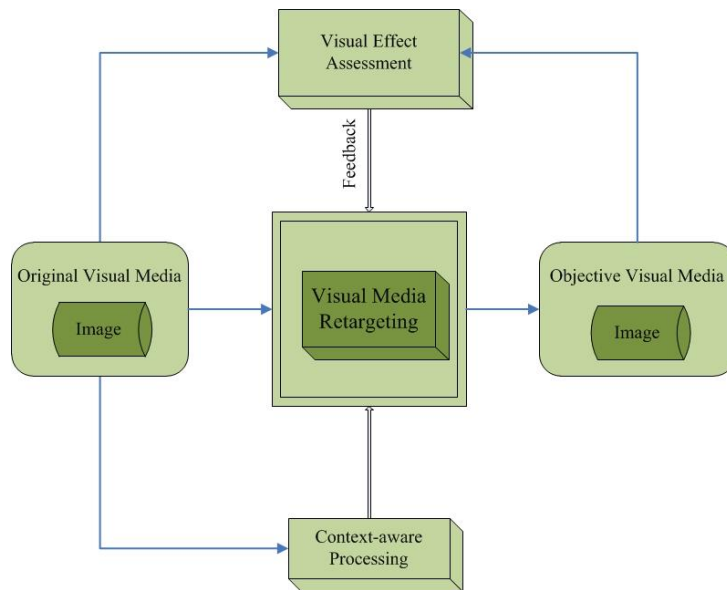 Visual Effect
Assessment
Feedback
Original Visual Media
Image
Visual Media
Retargeting
Objective Visual Media
Image
Context-aware
Processing